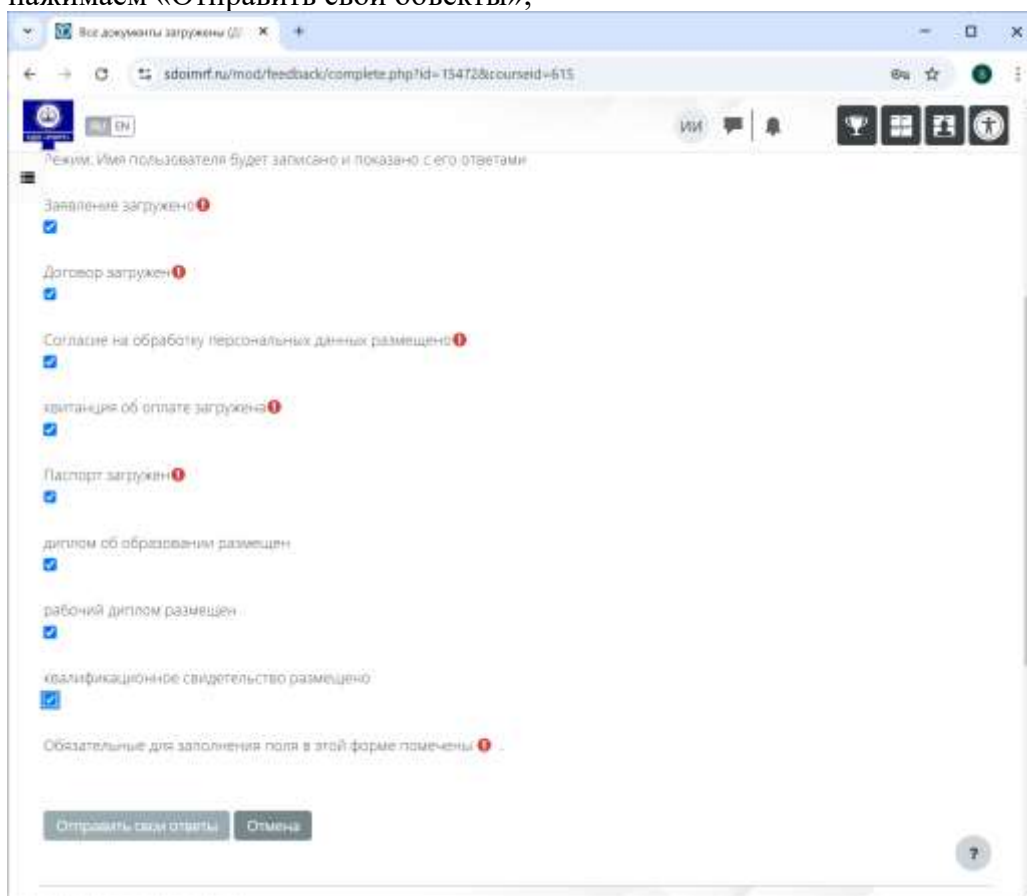 нажимаем «Отправить свои объекты»,
Все документы загружены (Д
sdoimrf.ru/mod/feedback/complete.php?id=15472&courseid=615
RU EN
ИИ
Режим: Имя пользователя будет записано и показано с его ответами
Заявление загружено
Договор загружен
Согласие на обработку персональных данных размещено
квитанция об оплате загружена
Паспорт загружен
диплом об образовании размещен
рабочий диплом размещен
квалификационное свидетельство размещено
Обязательные для заполнения поля в этой форме помечены .
Отправить свои ответы Отмена
?